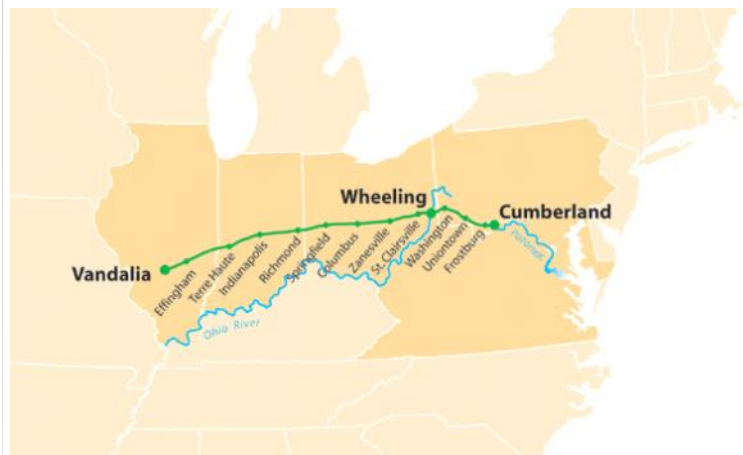 Wheeling
Cumberland
Vandalia
Effingham
Terre Haute
Indianapolis
Richmond
Springfield
Columbus
Zanesville
St. Clairsville
Washington
Uniontown
Frostburg
Potomac
Ohio River